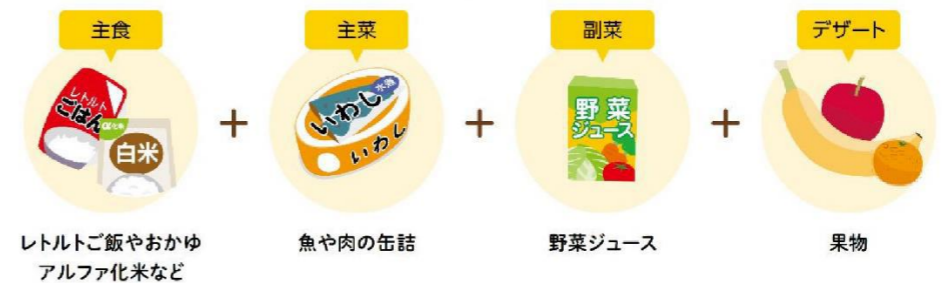 主食
主菜
副菜
デザート
レトルト
ごはん
α化米
白米
水煮
いわし
いわし
野菜
ジュース
レトルトご飯やおかゆ
アルファ化米など
魚や肉の缶詰
野菜ジュース
果物